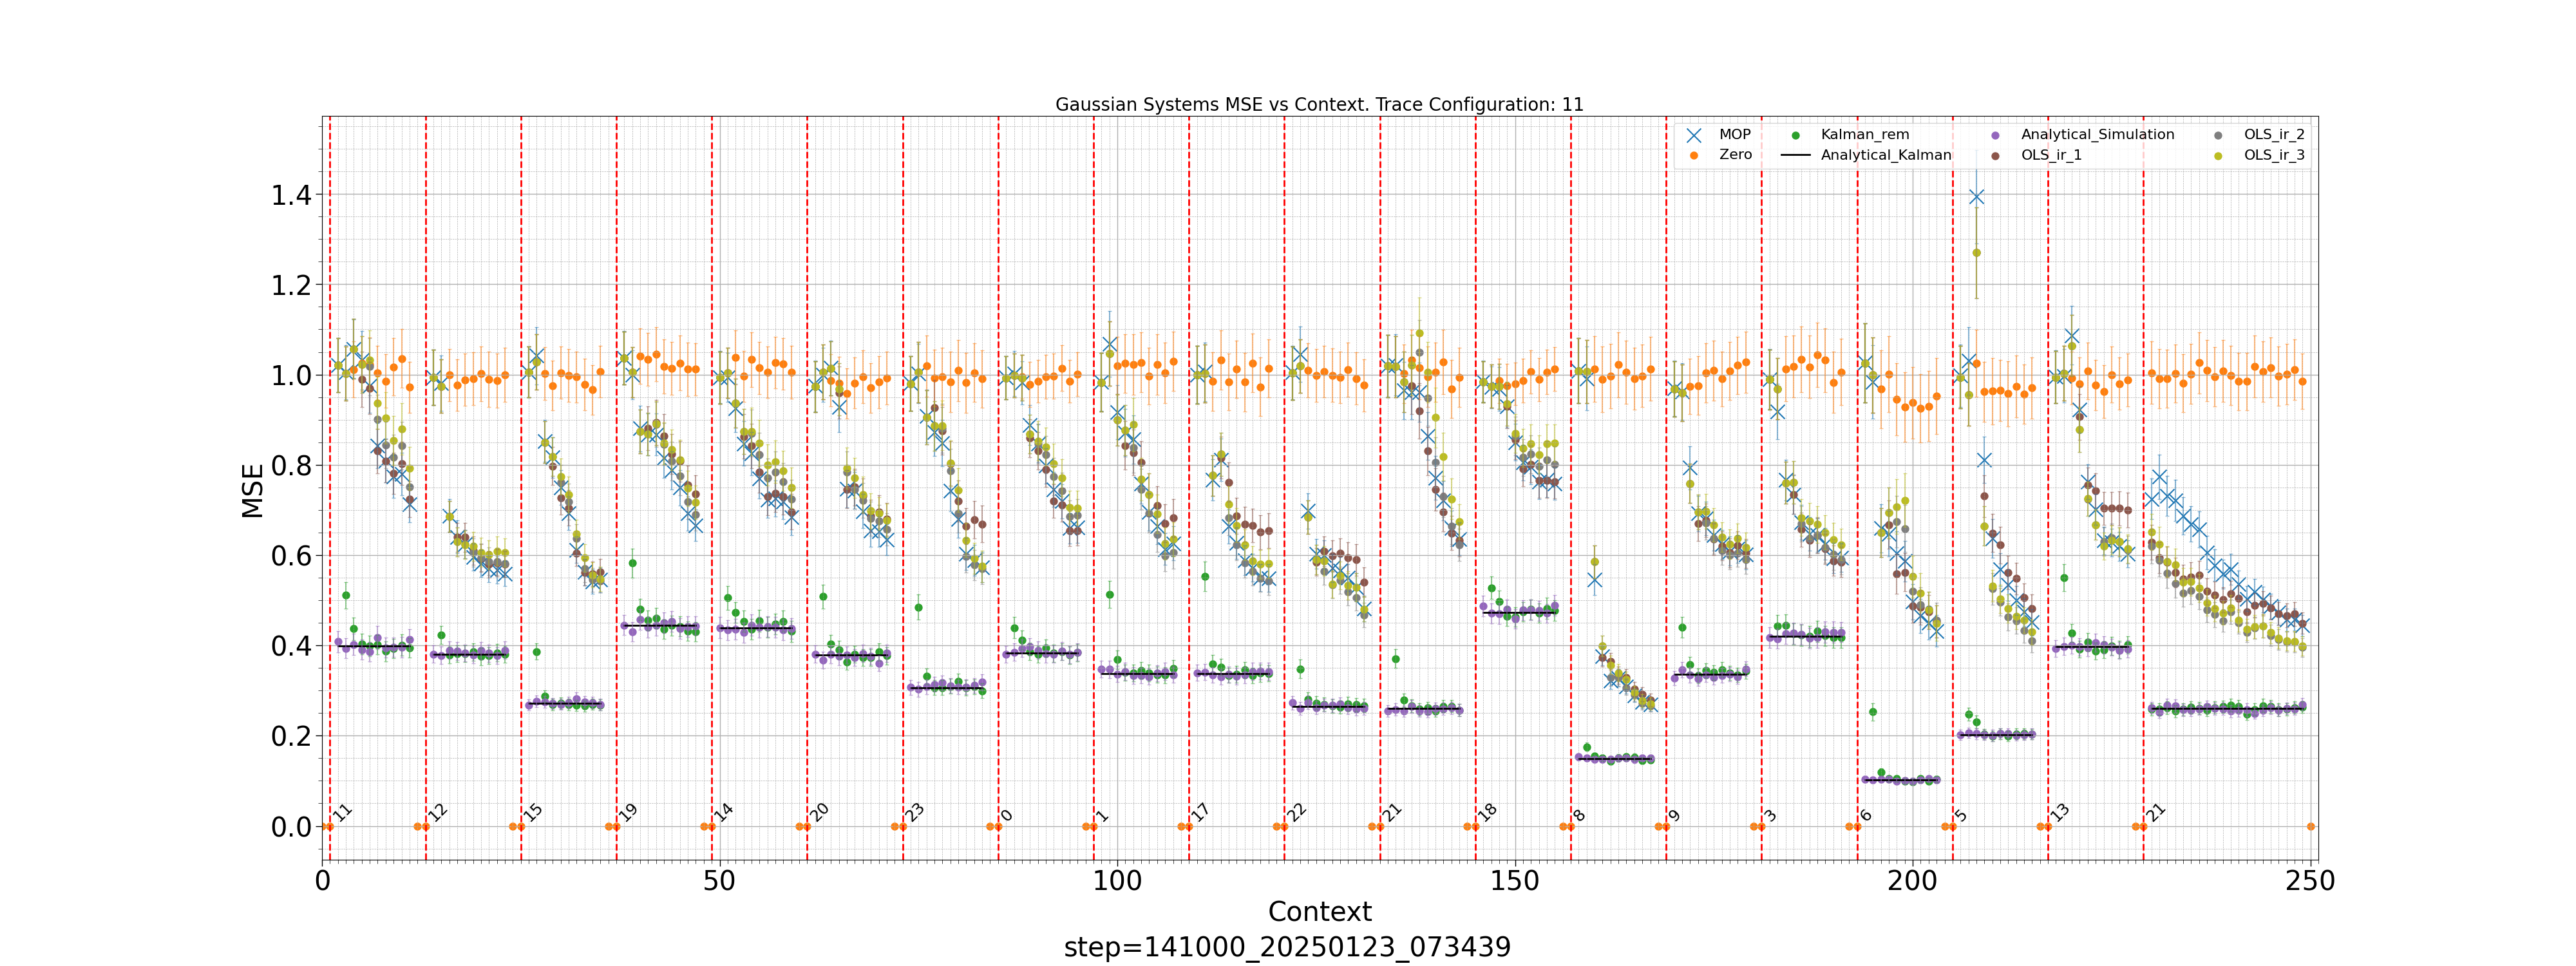 Gaussian Systems MSE vs Context. Trace Configuration: 11
MOP Kalman_rem Analytical_Simulation OLS_ir_2
Zero Analytical_Kalman OLS_ir_1 OLS_ir_3
MSE
1.4
1.2
1.0
0.8
0.6
0.4
0.2
0.0
11 12 15 19 14 20 23 0 1 17 22 21 18 8 9 3 6 5 13 21
0 50 100 150 200 250
Context
step=141000_20250123_073439